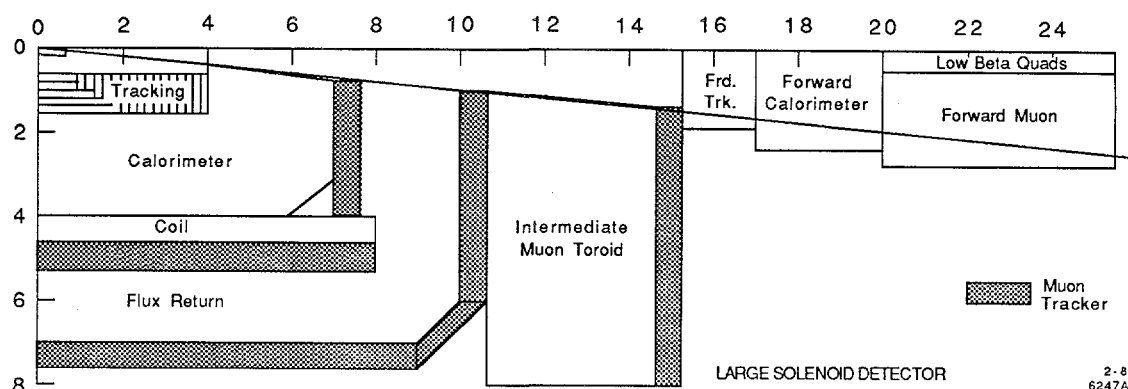 0 2 4 6 8 10 12 14 16 18 20 22 24
0
Low Beta Quads
Tracking
Frd.
Trk.
Forward
Calorimeter
Forward Muon
2
Calorimeter
4
Coil
Intermediate
Muon Toroid
6
Flux Return
Muon
Tracker
8
LARGE SOLENOID DETECTOR
2-8
6247A